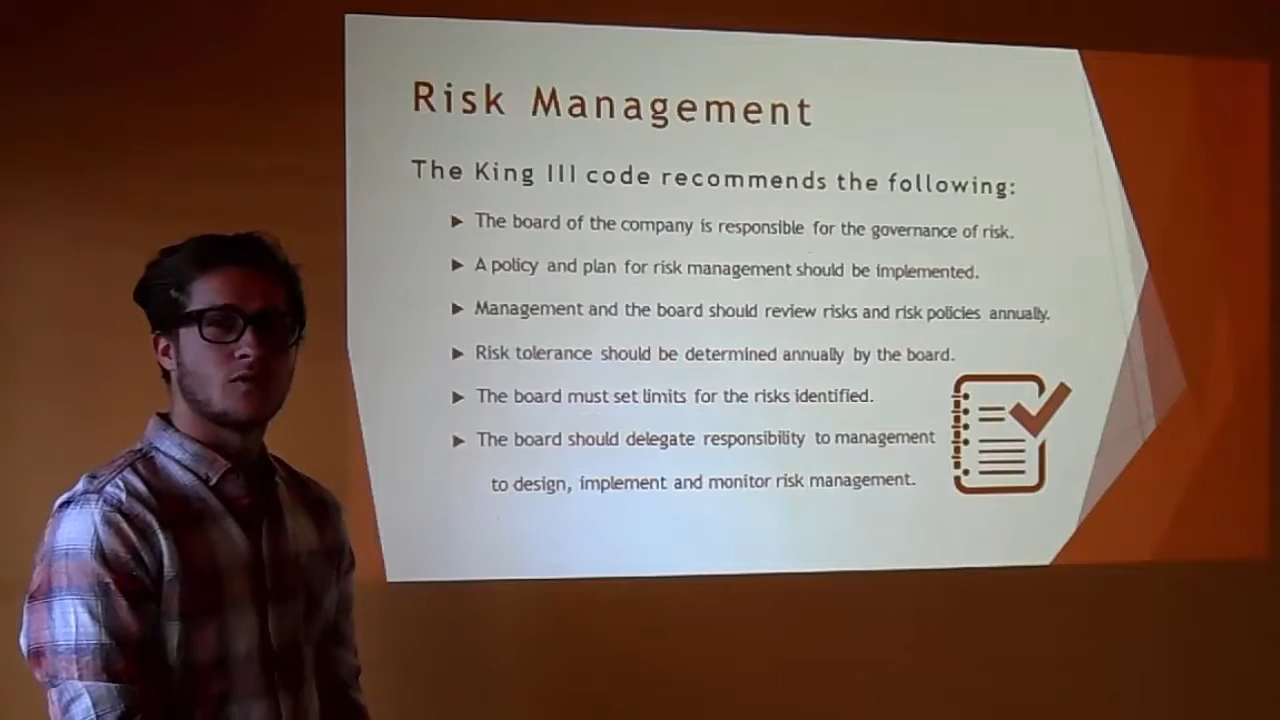 Risk Management
The King III code recommends the following:
► The board of the company is responsible for the governance of risk.
► A policy and plan for risk management should be implemented.
► Management and the board should review risks and risk policies annually.
► Risk tolerance should be determined annually by the board.
► The board must set limits for the risks identified.
► The board should delegate responsibility to management
to design, implement and monitor risk management.